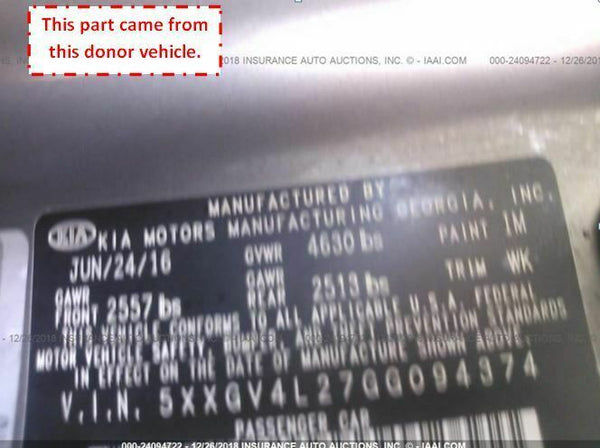 This part came from
this donor vehicle.
2018 INSURANCE AUTO AUCTIONS, INC. © - IAAI.COM 000-24094722 - 12/26/2018
MANUFACTURED BY
KIA KIA MOTORS MANUFACTURING GEORGIA, INC.
JUN/24/16 GVWR 4630 lbs PAINT 1M
GAWR FRONT 2557 lbs GAWR REAR 2513 lbs TRIM WK
THIS VEHICLE CONFORMS TO ALL APPLICABLE U.S.A. FEDERAL
MOTOR VEHICLE SAFETY, AND THEFT PREVENTION STANDARDS
IN EFFECT ON THE DATE OF MANUFACTURE SHOWN
V.I.N. 5XXGV4L27GG094374
PASSENGER CAR
000-24094722 - 12/26/2018 INSURANCE AUTO AUCTIONS, INC. © - IAAI.COM